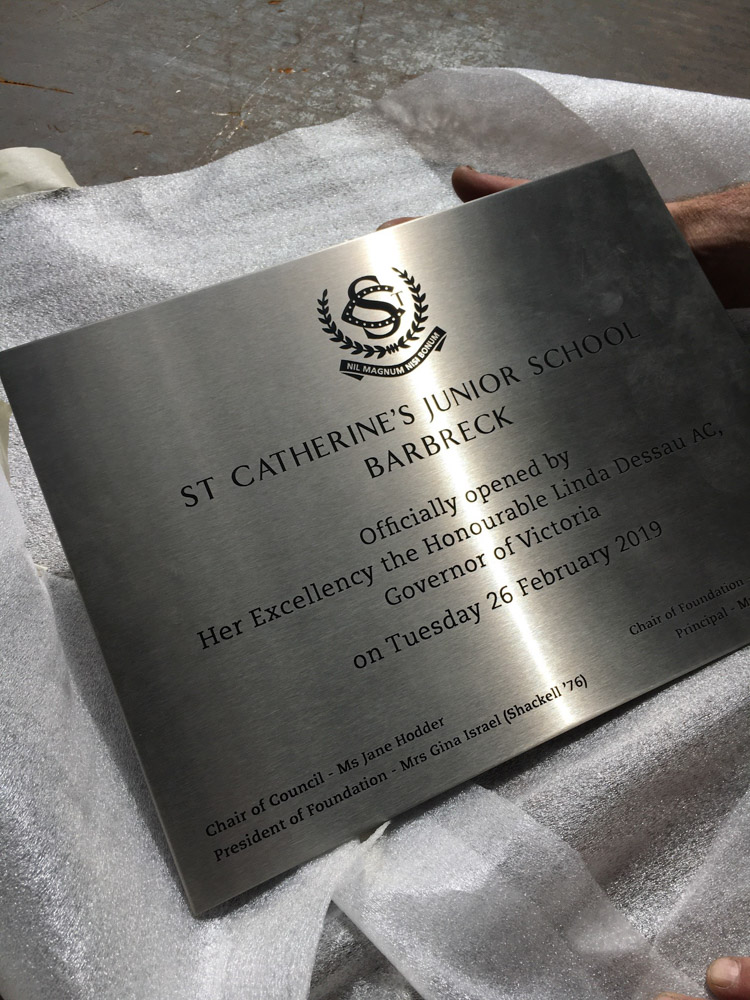 ST
NIL MAGNUM NISI BONUM
ST CATHERINE'S JUNIOR SCHOOL
BARBRECK
Officially opened by
Her Excellency the Honourable Linda Dessau AC,
Governor of Victoria
on Tuesday 26 February 2019
Chair of Council - Ms Jane Hodder
President of Foundation - Mrs Gina Israel (Shackell '76)
Chair of Foundation
Principal -